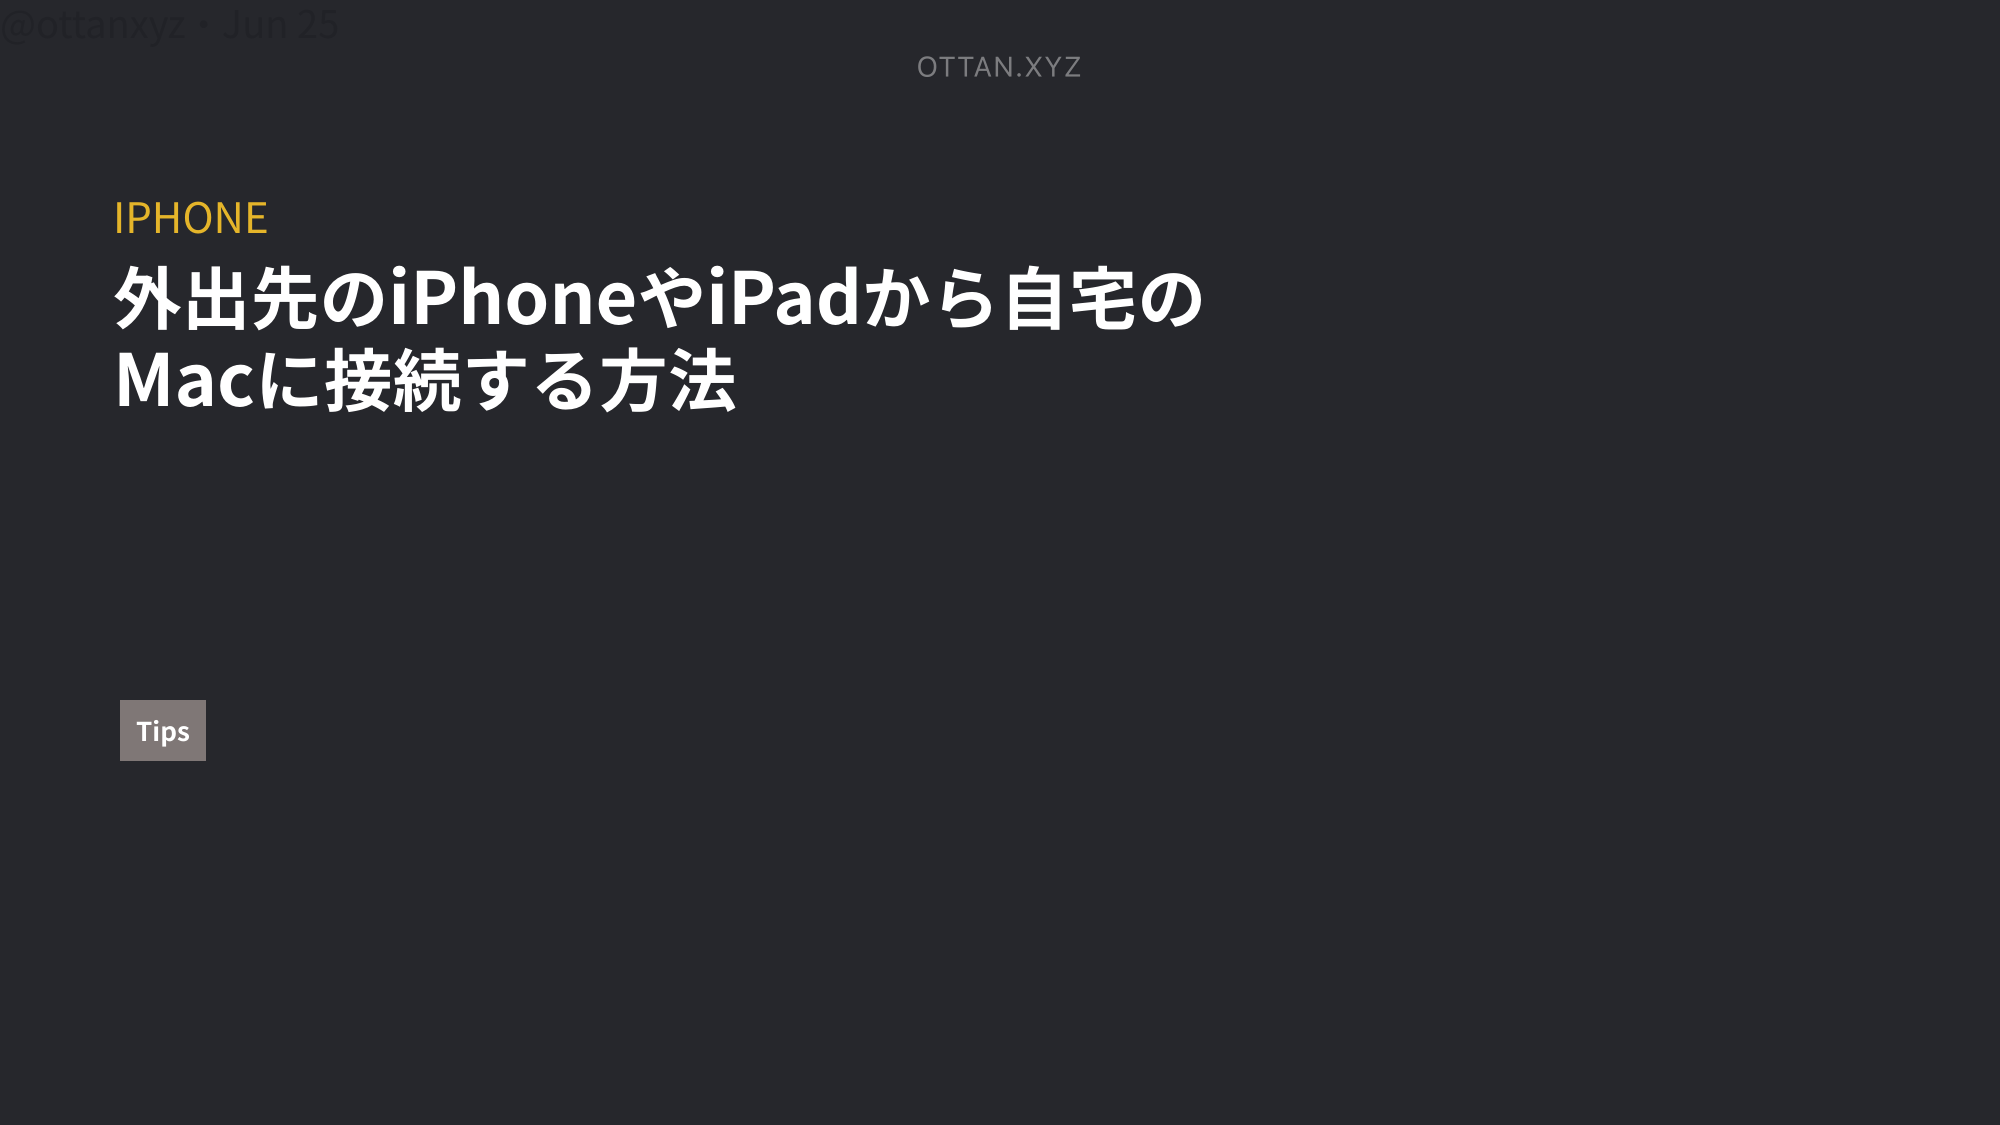 @ottanxyz・Jun 25
OTTAN.XYZ
IPHONE
外出先のiPhoneやiPadから自宅の
Macに接続する方法
Tips